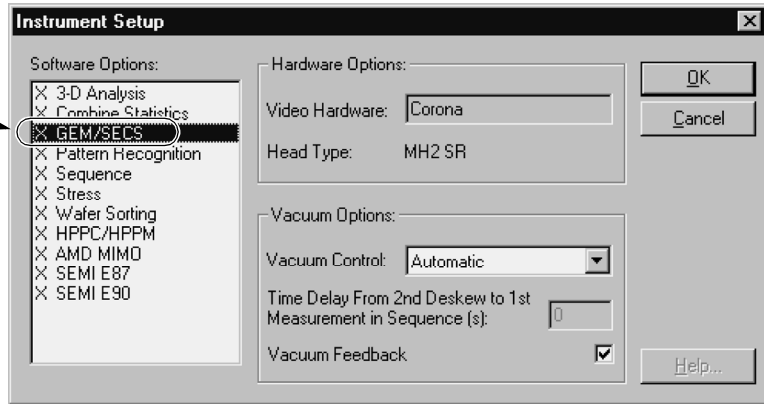 Instrument Setup
Software Options:
X 3-D Analysis
X Combine Statistics
X GEM/SECS
X Pattern Recognition
X Sequence
X Stress
X Wafer Sorting
X HPPC/HPPM
X AMD MIMO
X SEMI E87
X SEMI E90
Hardware Options:
Video Hardware: Corona
Head Type: MH2 SR
Vacuum Options:
Vacuum Control: Automatic
Time Delay From 2nd Deskew to 1st
Measurement in Sequence (s): 0
Vacuum Feedback
OK
Cancel
Help...